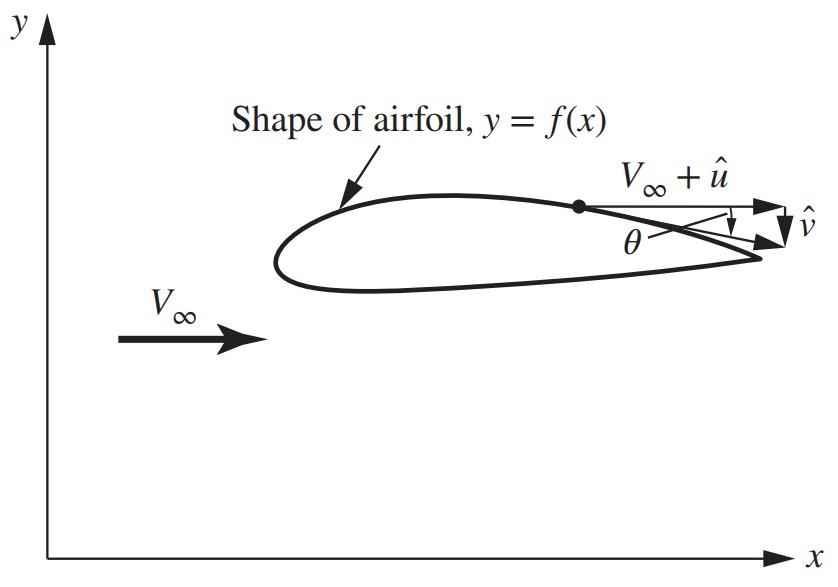 y
Shape of airfoil, y = f(x)
V∞ + û
v̂
θ
V∞
x